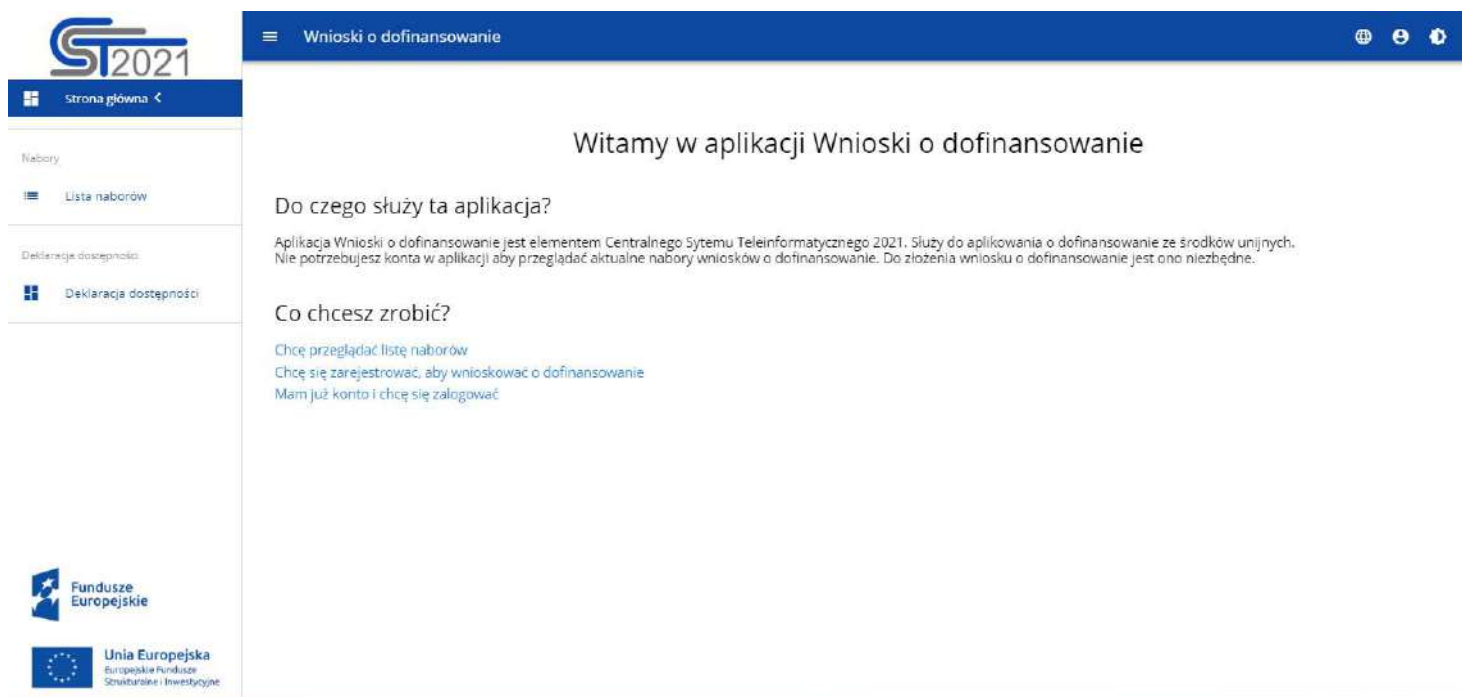 CST2021
Wnioski o dofinansowanie
Strona główna
Nabory
Lista naborów
Deklaracja dostępności
Deklaracja dostępności
Witamy w aplikacji Wnioski o dofinansowanie
Do czego służy ta aplikacja?
Aplikacja Wnioski o dofinansowanie jest elementem Centralnego Sytemu Teleinformatycznego 2021. Służy do aplikowania o dofinansowanie ze środków unijnych.
Nie potrzebujesz konta w aplikacji aby przeglądać aktualne nabory wniosków o dofinansowanie. Do złożenia wniosku o dofinansowanie jest ono niezbędne.
Co chcesz zrobić?
Chcę przeglądać listę naborów
Chcę się zarejestrować, aby wnioskować o dofinansowanie
Mam już konto i chcę się zalogować
Fundusze
Europejskie
Unia Europejska
Europejskie Fundusze
Strukturalne i Inwestycyjne